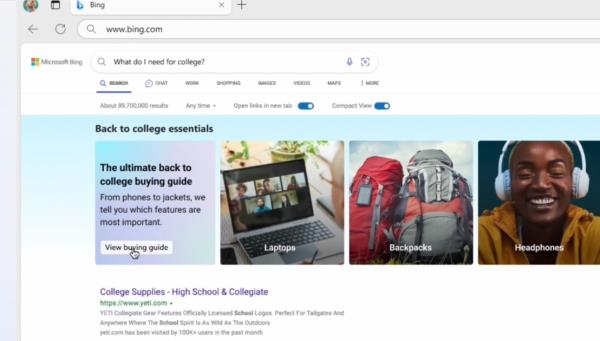 Bing
www.bing.com
Microsoft Bing
What do I need for college?
SEARCH CHAT WORK SHOPPING IMAGES VIDEOS MAPS MORE
About 89,700,000 results Any time Open links in new tab Compact View
Back to college essentials
The ultimate back to
college buying guide
From phones to jackets, we
tell you which features are
most important.
View buying guide
Laptops
Backpacks
Headphones
College Supplies - High School & Collegiate
https://www.yeti.com
YETI Collegiate Gear Features Officially Licensed School Logos. Perfect For Tailgates And
Anywhere Where The School Spirit Is As Wild As The Outdoors
yeti.com has been visited by 100K+ users in the past month